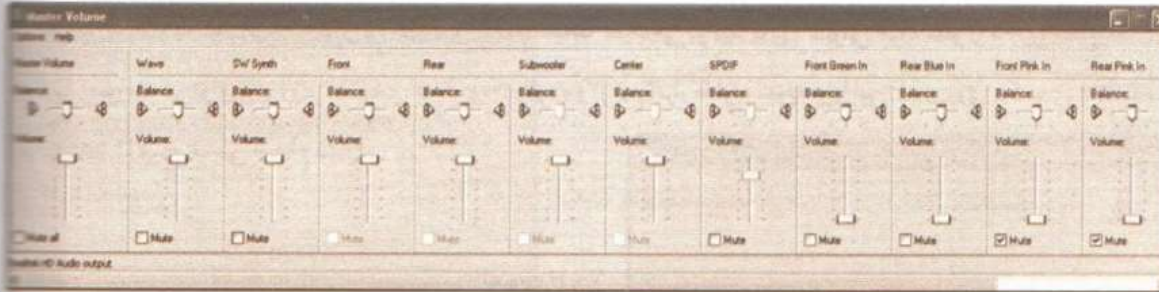 Master Volume
Options Help
Master Volume Wave SW Synth Front Rear Subwoofer Center SPDIF Front Green In Rear Blue In Front Pink In Rear Pink In
Balance: Balance: Balance: Balance: Balance: Balance: Balance: Balance: Balance: Balance: Balance: Balance:
Volume: Volume: Volume: Volume: Volume: Volume: Volume: Volume: Volume: Volume: Volume: Volume:
Mute all Mute Mute Mute Mute Mute Mute Mute Mute Mute Mute Mute
Realtek HD Audio output